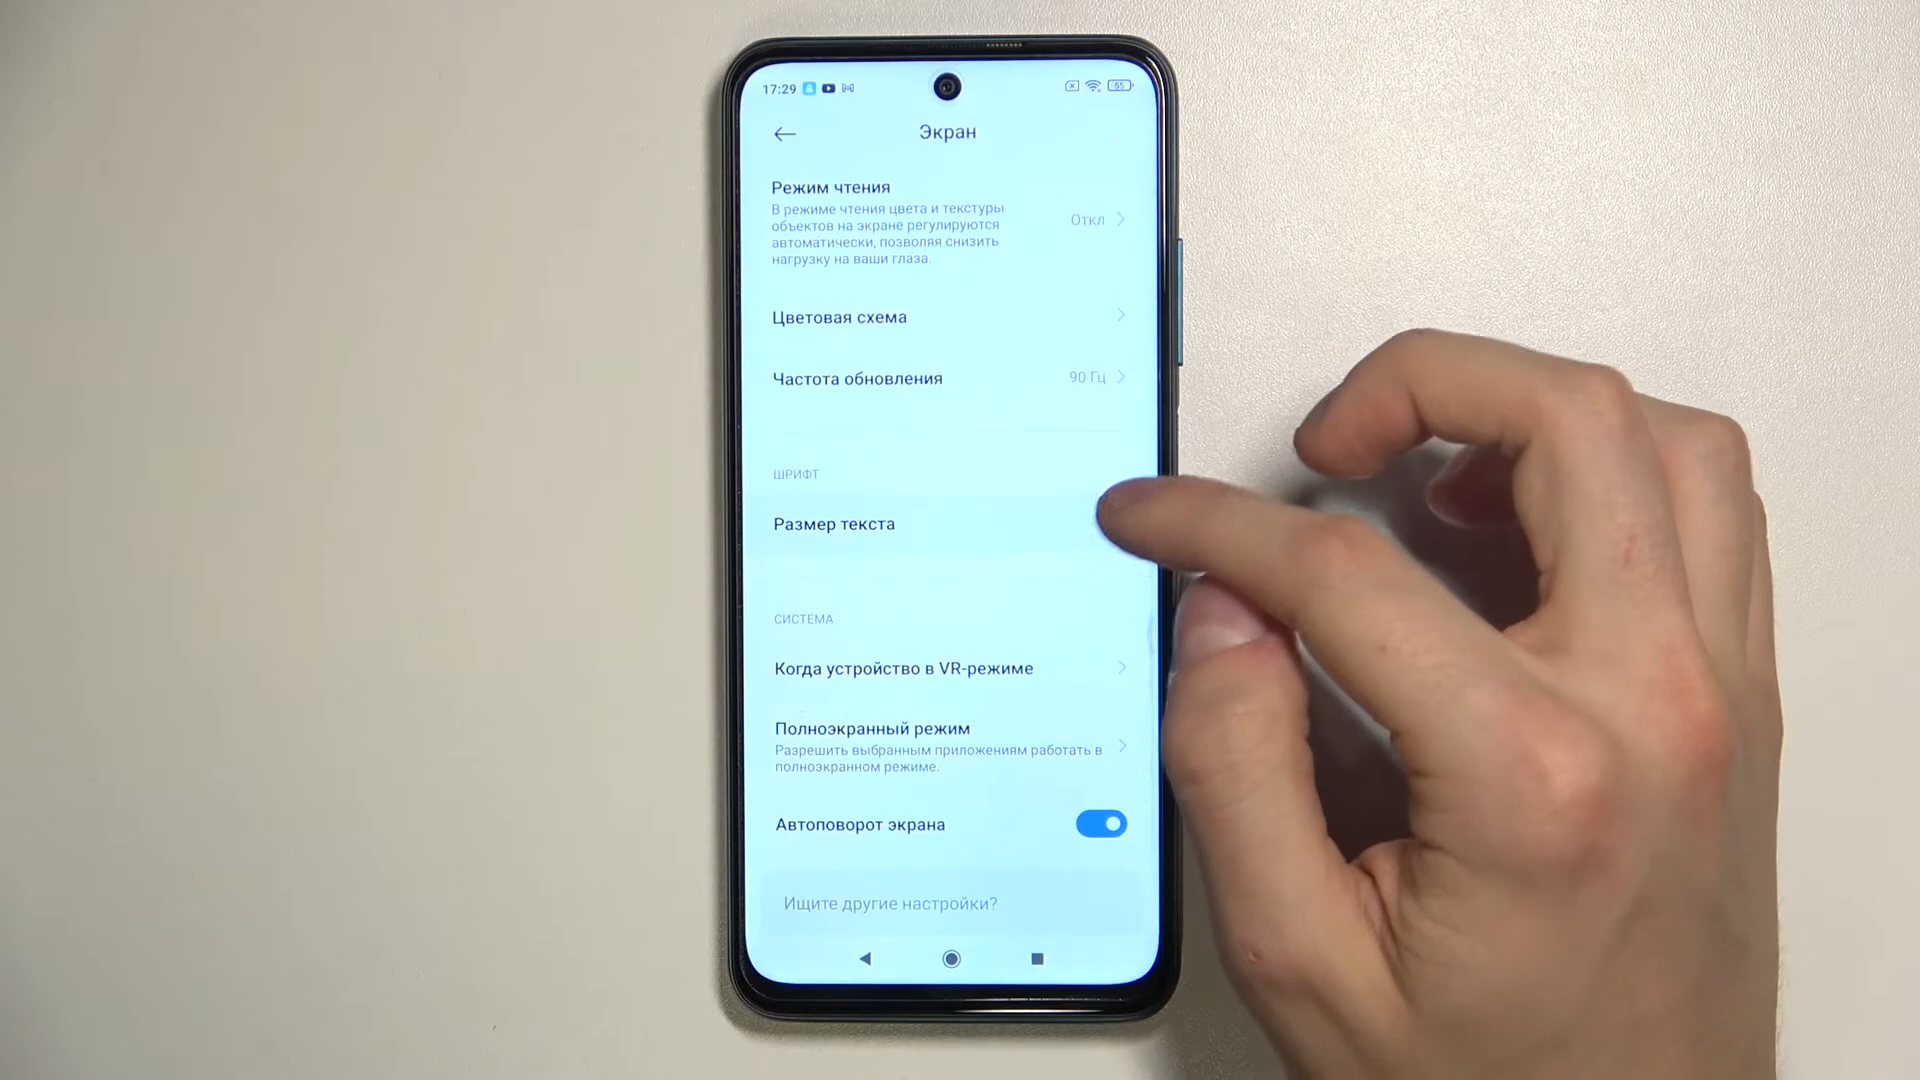 17:29
55
Экран
Режим чтения
В режиме чтения цвета и текстуры
объектов на экране регулируются
автоматически, позволяя снизить
нагрузку на ваши глаза.
Откл
Цветовая схема
Частота обновления
90 Гц
ШРИФТ
Размер текста
СИСТЕМА
Когда устройство в VR-режиме
Полноэкранный режим
Разрешить выбранным приложениям работать в
полноэкранном режиме.
Автоповорот экрана
Ищите другие настройки?